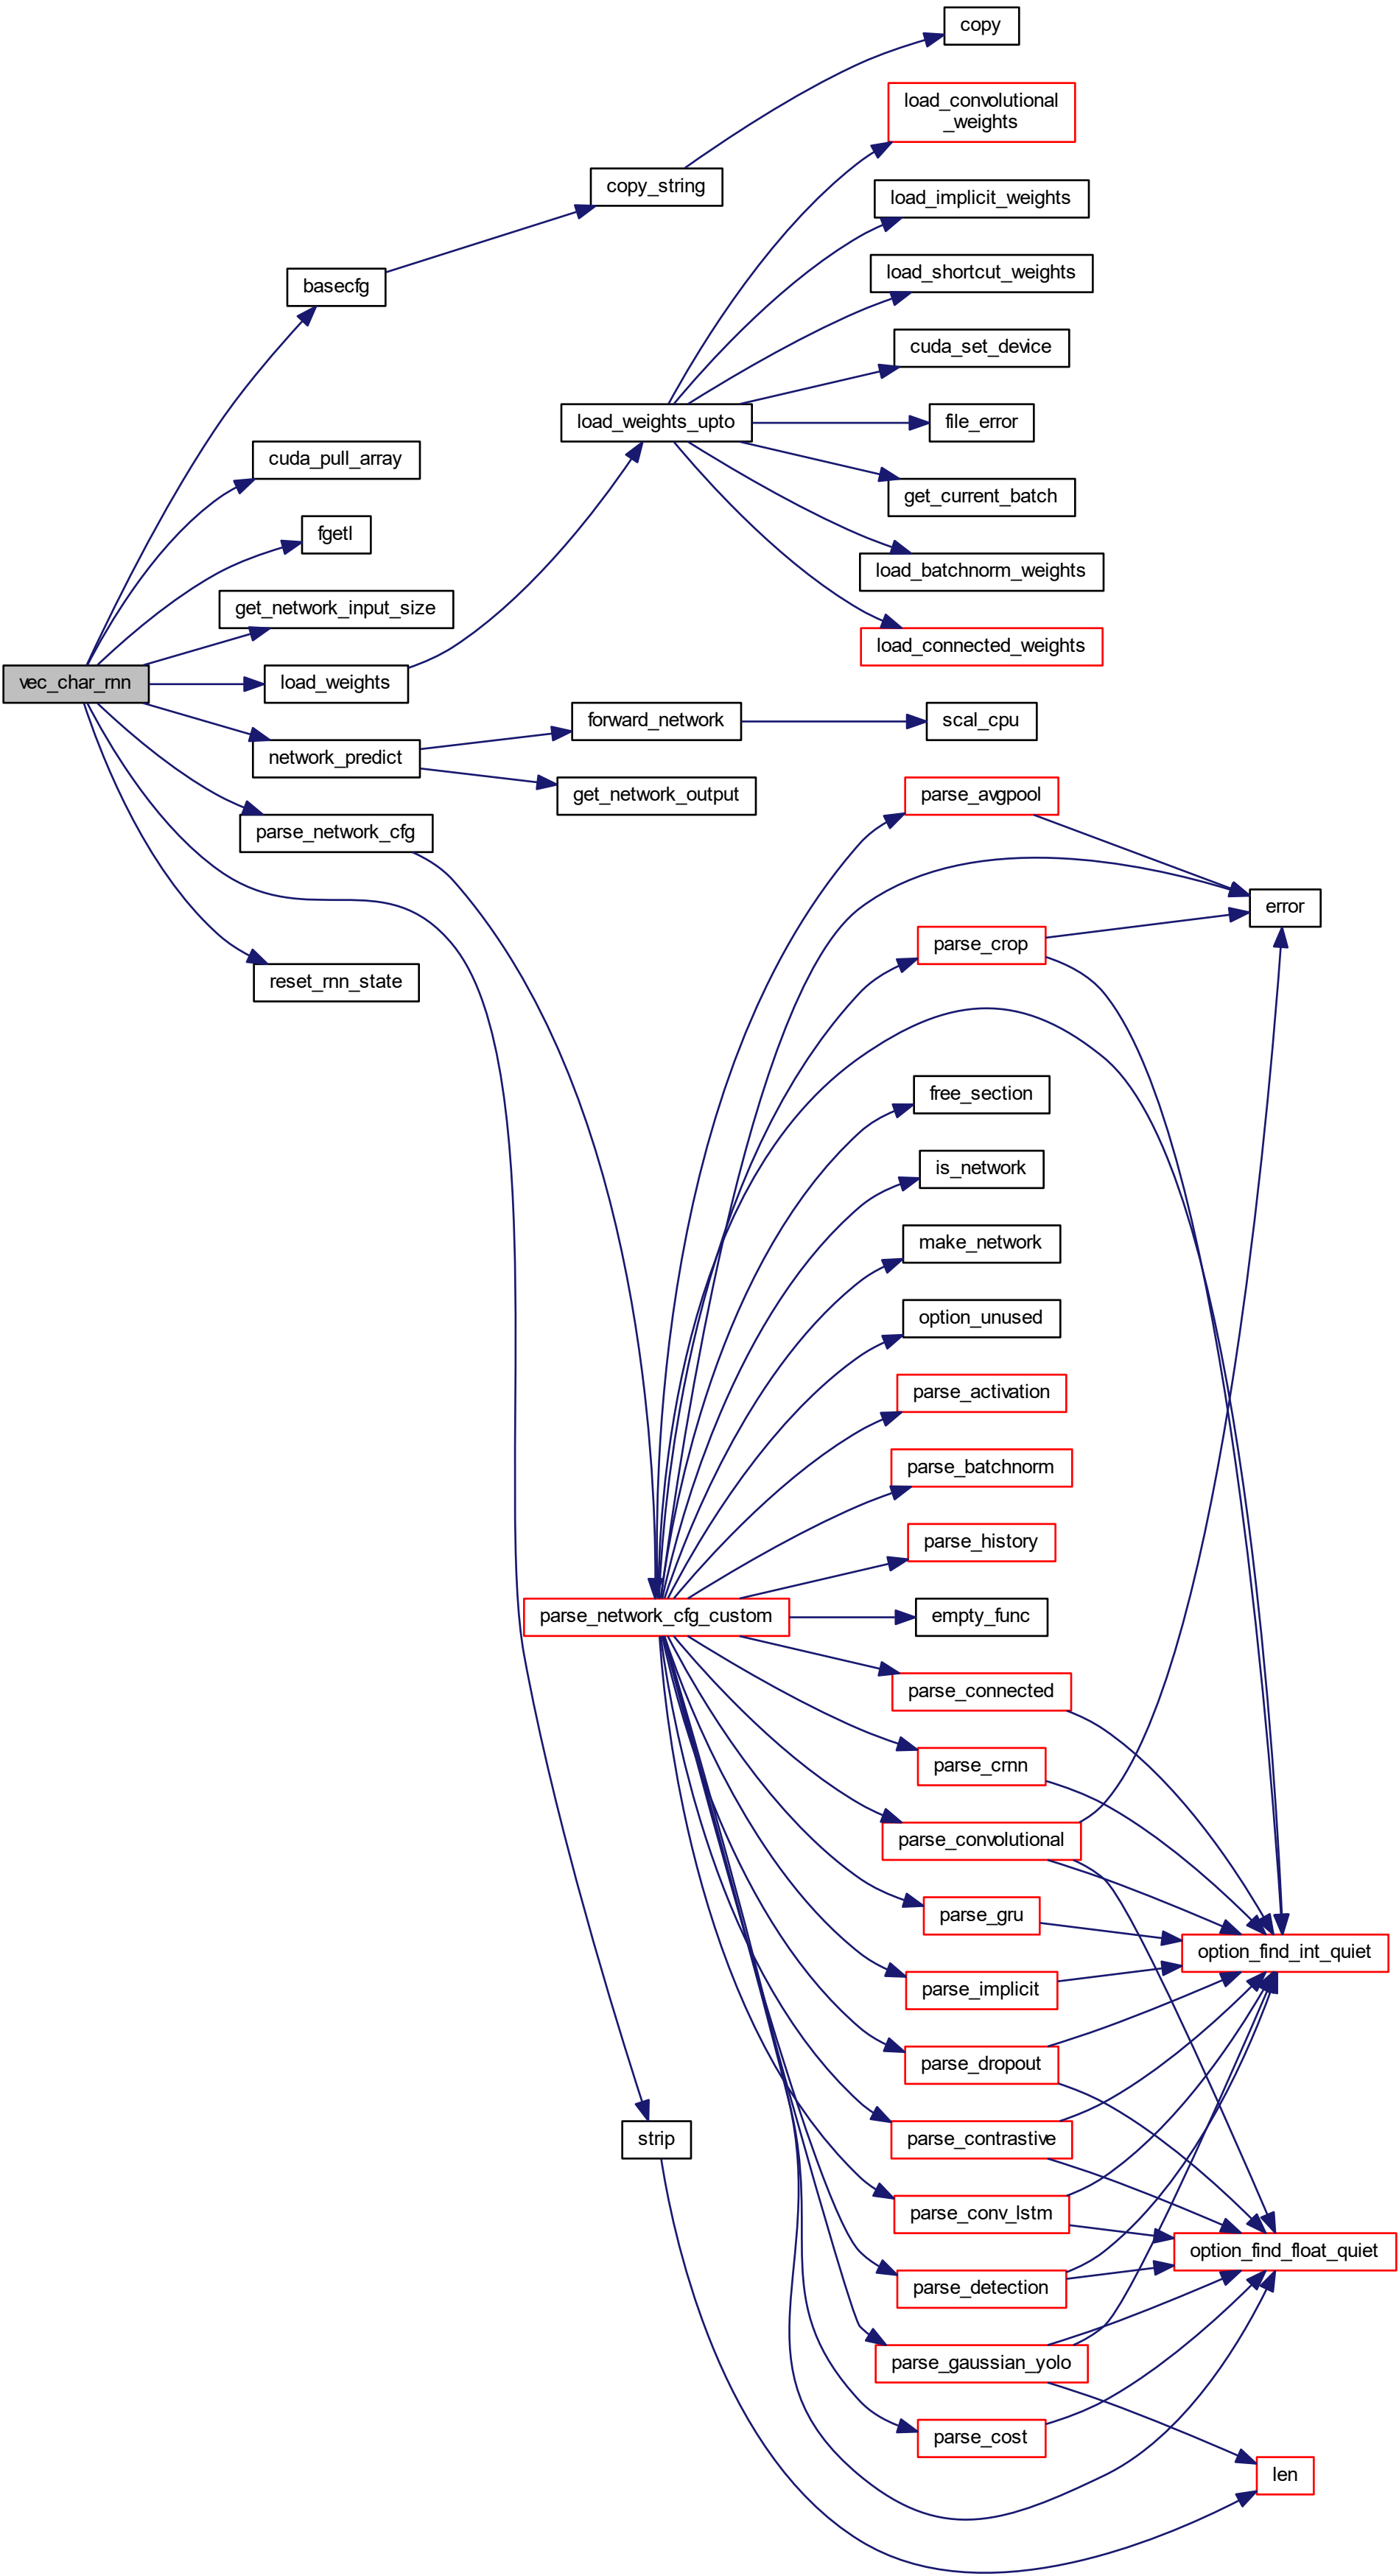 copy
load_convolutional
_weights
copy_string
load_implicit_weights
load_shortcut_weights
basecfg
cuda_set_device
load_weights_upto
file_error
cuda_pull_array
get_current_batch
fgetl
load_batchnorm_weights
get_network_input_size
load_connected_weights
vec_char_rnn
load_weights
forward_network
scal_cpu
network_predict
get_network_output
parse_avgpool
parse_network_cfg
error
parse_crop
reset_rnn_state
free_section
is_network
make_network
option_unused
parse_activation
parse_batchnorm
parse_history
parse_network_cfg_custom
empty_func
parse_connected
parse_crnn
parse_convolutional
parse_gru
option_find_int_quiet
parse_implicit
parse_dropout
strip
parse_contrastive
parse_conv_lstm
option_find_float_quiet
parse_detection
parse_gaussian_yolo
parse_cost
len